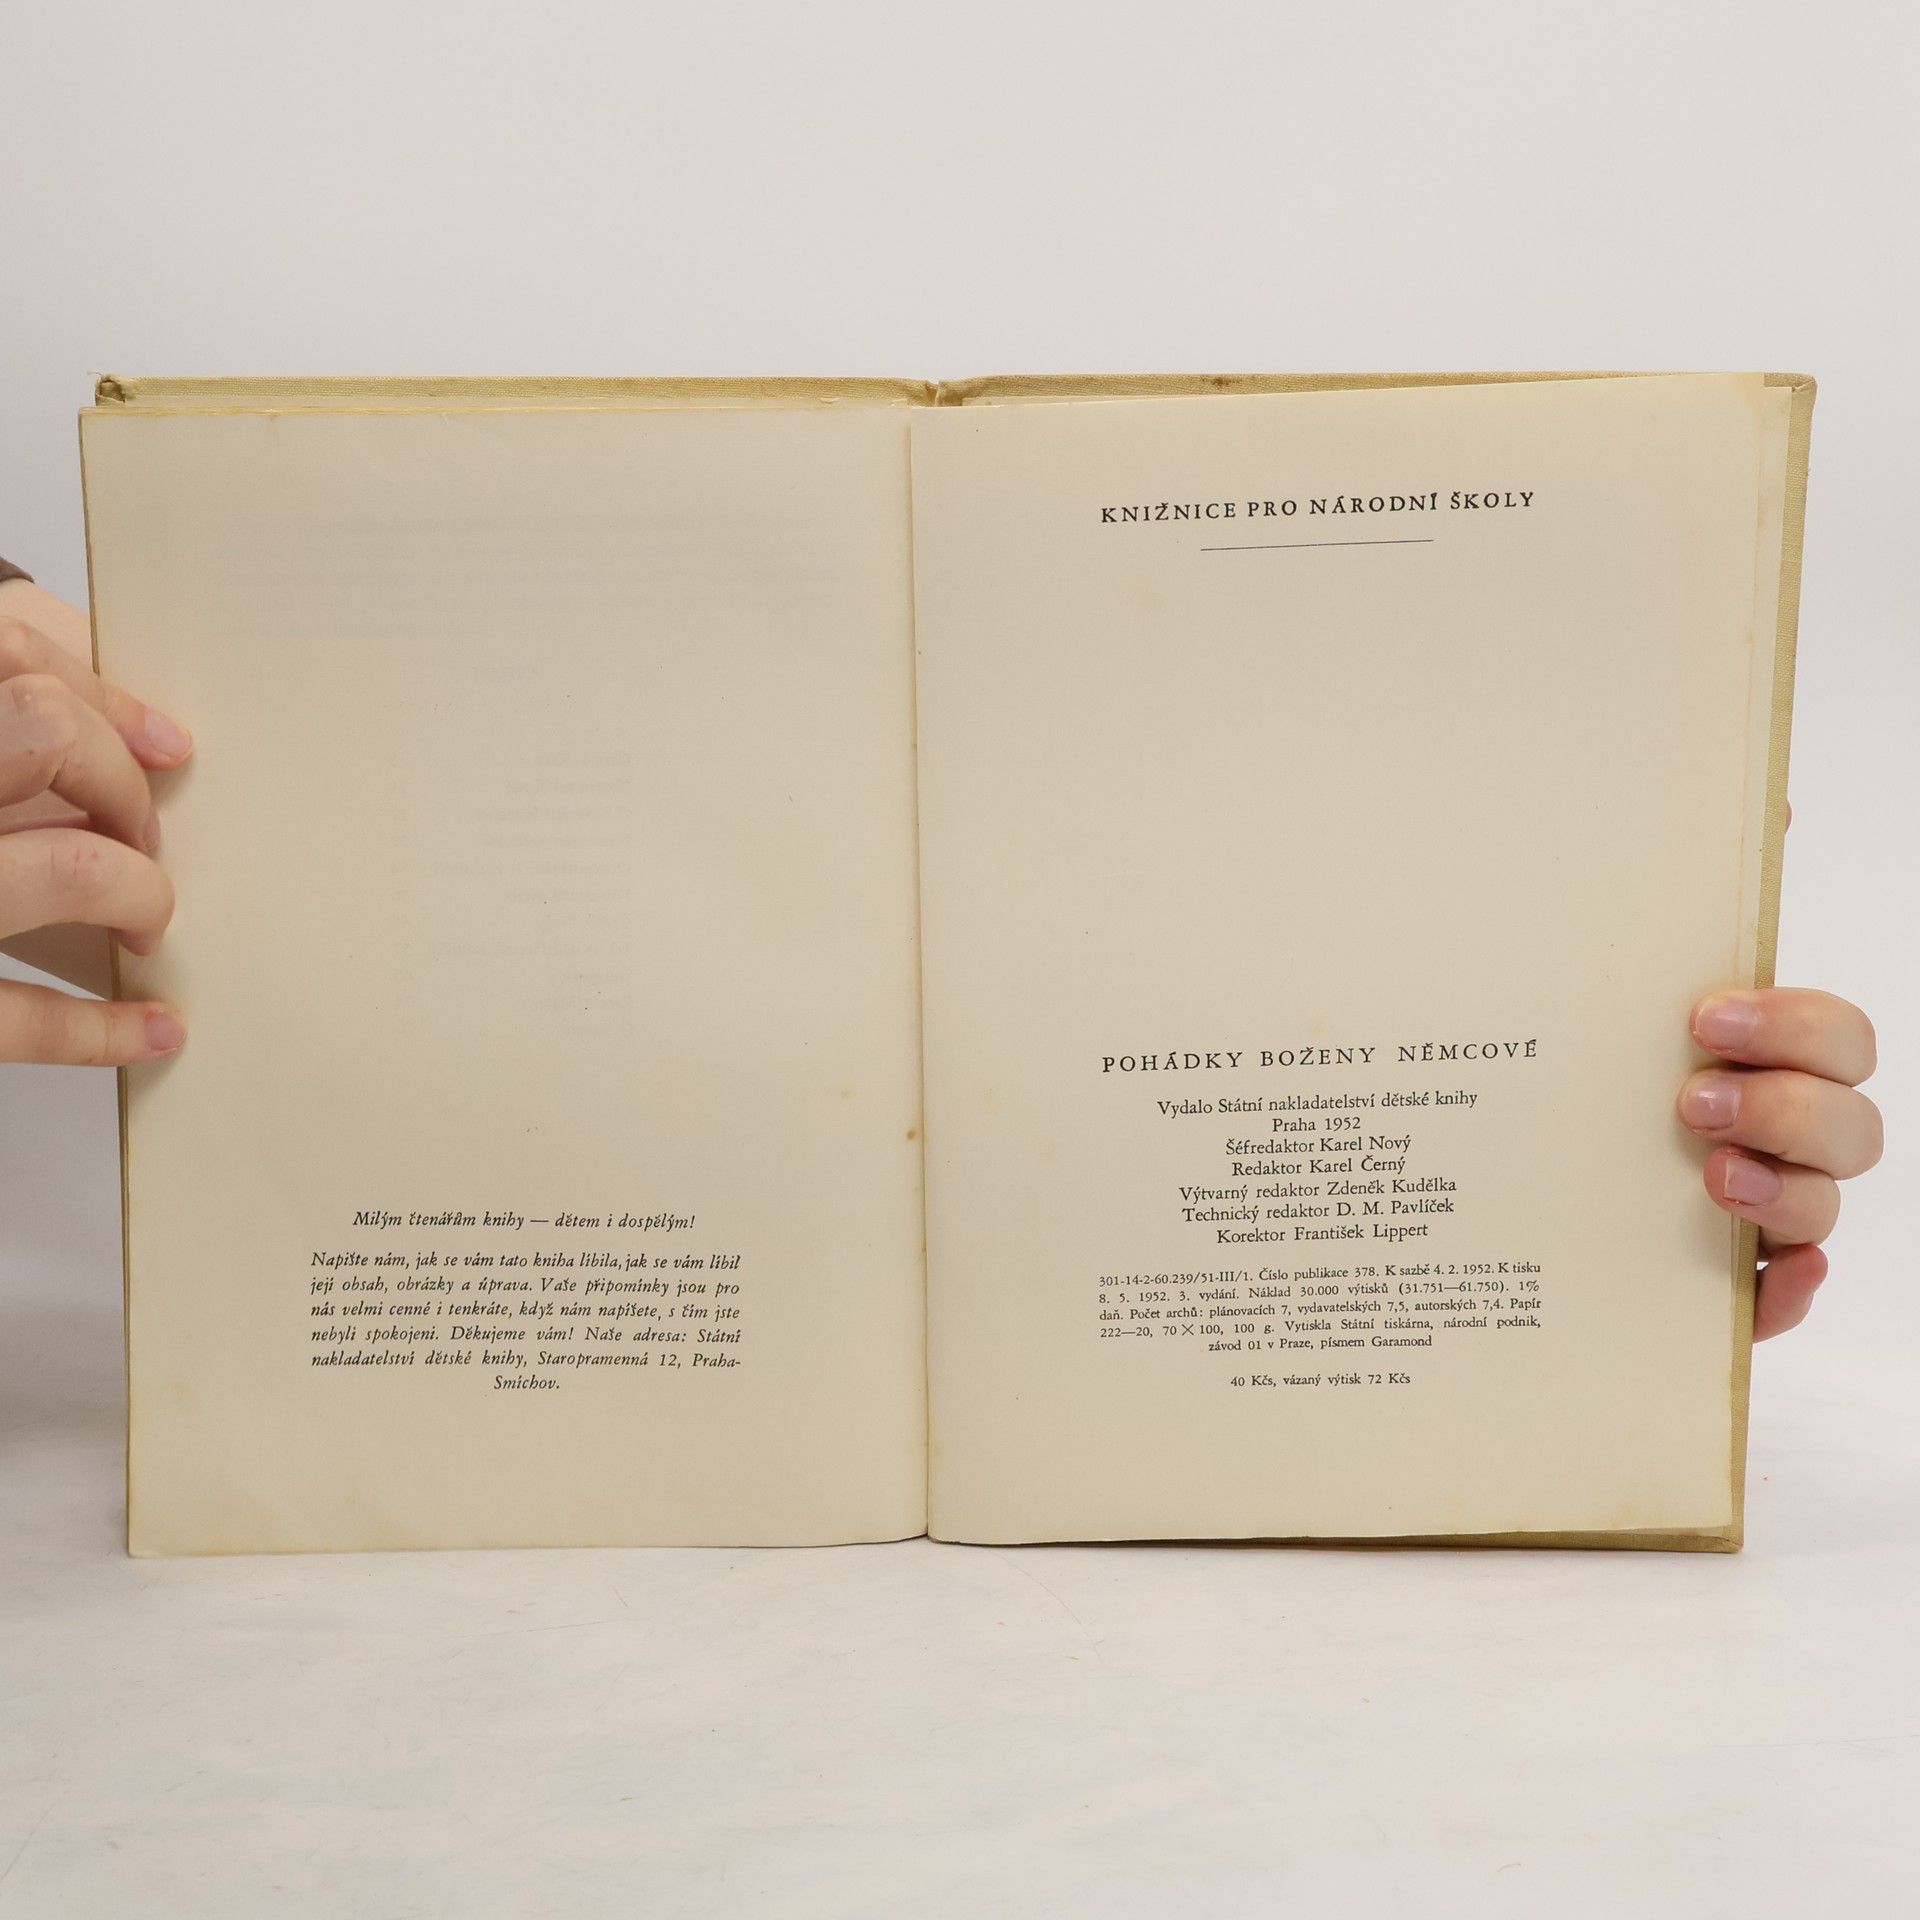 Milým čtenářům knihy — dětem i dospělým!
Napište nám, jak se vám tato kniha líbila, jak se vám líbil
její obsah, obrázky a úprava. Vaše připomínky jsou pro
nás velmi cenné i tenkráte, když nám napíšete, s čím jste
nebyli spokojeni. Děkujeme vám! Naše adresa: Státní
nakladatelství dětské knihy, Staropramenná 12, Praha-
Smíchov.
KNIŽNICE PRO NÁRODNÍ ŠKOLY
POHÁDKY BOŽENY NĚMCOVÉ
Vydalo Státní nakladatelství dětské knihy
Praha 1952
Šéfredaktor Karel Nový
Redaktor Karel Černý
Výtvarný redaktor Zdeněk Kudělka
Technický redaktor D. M. Pavlíček
Korektor František Lippert
301-14-2-60.239/51-III/1. Číslo publikace 378. K sazbě 4. 2. 1952. K tisku
8. 5. 1952. 3. vydání. Náklad 30.000 výtisků (31.751—61.750). 1%
daň. Počet archů: plánovacích 7, vydavatelských 7,5, autorských 7,4. Papír
222—20, 70 × 100, 100 g. Vytiskla Státní tiskárna, národní podnik,
závod 01 v Praze, písmem Garamond
40 Kčs, vázaný výtisk 72 Kčs